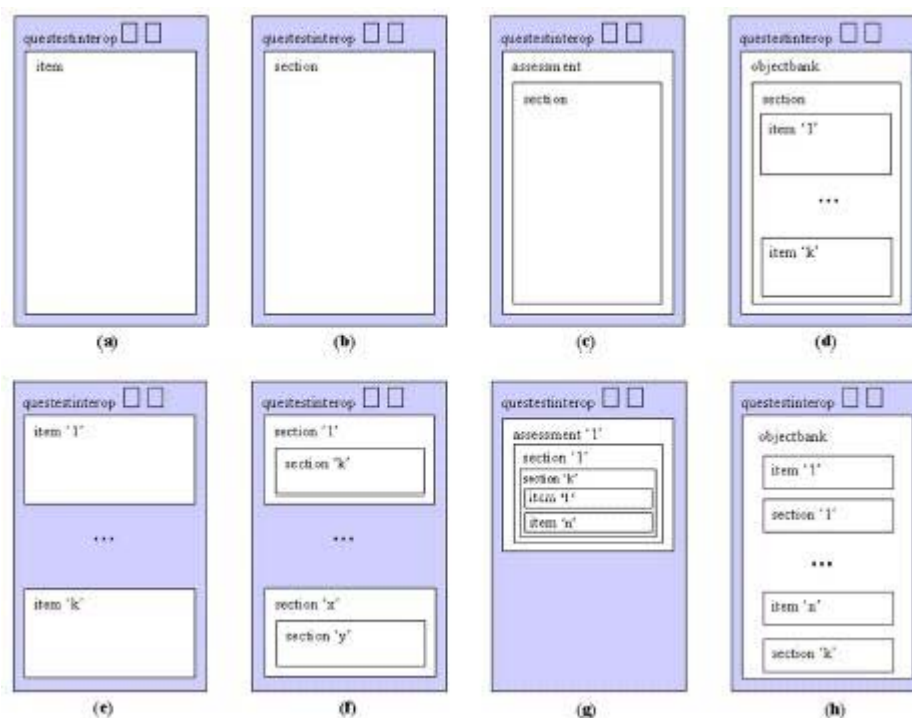 questestinterop
item
(a)
questestinterop
section
(b)
questestinterop
assessment
section
(c)
questestinterop
objectbank
section
item '1'
...
item 'k'
(d)
questestinterop
item '1'
...
item 'k'
(e)
questestinterop
section '1'
section 'k'
...
section 'x'
section 'y'
(f)
questestinterop
assessment '1'
section '1'
section 'k'
item '1'
item 'n'
(g)
questestinterop
objectbank
item '1'
section '1'
...
item 'n'
section 'k'
(h)